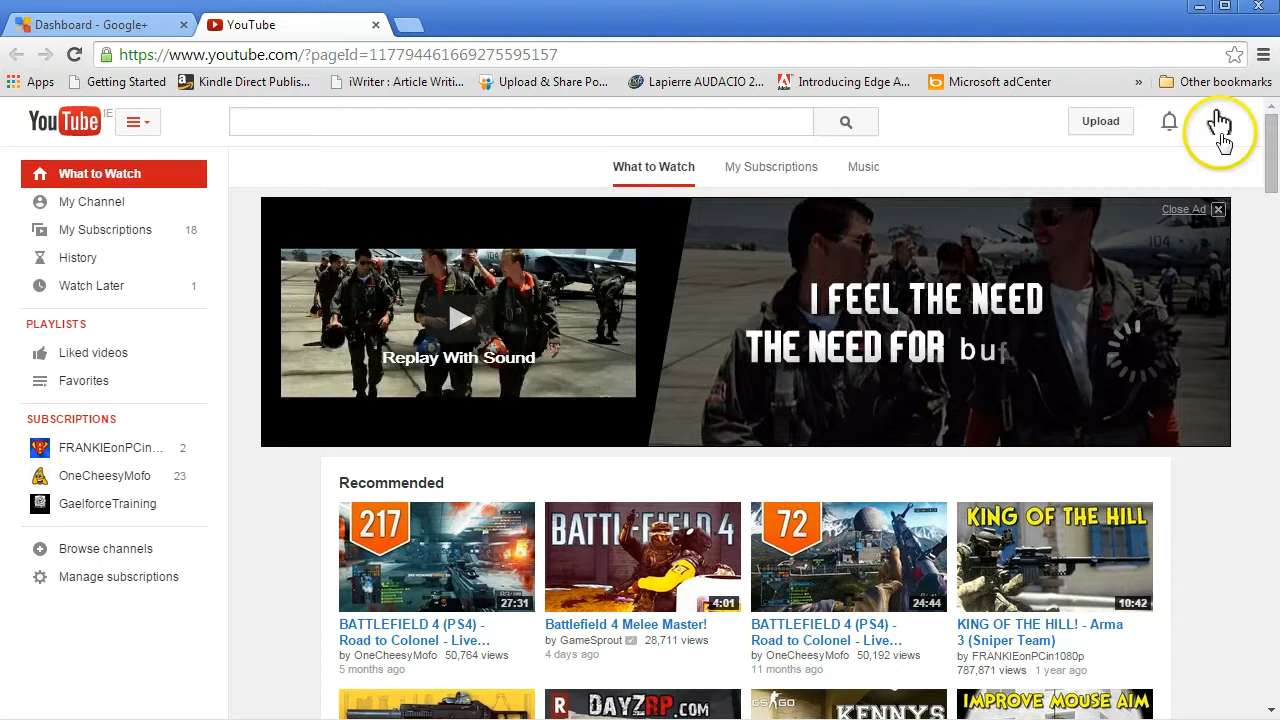 Dashboard - Google+
YouTube
https://www.youtube.com/?pageId=117794461669275595157
Apps
Getting Started
Kindle Direct Publis...
iWriter : Article Writi...
Upload & Share Po...
Lapierre AUDACIO 2...
Introducing Edge A...
Microsoft adCenter
»
Other bookmarks
YouTube IE
Upload
What to Watch
My Subscriptions
Music
What to Watch
My Channel
My Subscriptions 18
History
Watch Later 1
PLAYLISTS
Liked videos
Favorites
SUBSCRIPTIONS
FRANKIEonPCin... 2
OneCheesyMofo 23
GaelforceTraining
Browse channels
Manage subscriptions
Close Ad
104
104
Replay With Sound
I FEEL THE NEED
THE NEED FOR buf
Recommended
217
27:31
BATTLEFIELD 4 (PS4) -
Road to Colonel - Live...
by OneCheesyMofo 50,764 views
5 months ago
BATTLEFIELD 4
4:01
Battlefield 4 Melee Master!
by GameSprout 28,711 views
4 days ago
72
24:44
BATTLEFIELD 4 (PS4) -
Road to Colonel - Live...
by OneCheesyMofo 50,192 views
11 months ago
KING OF THE HILL
10:42
KING OF THE HILL! - Arma
3 (Sniper Team)
by FRANKIEonPCin1080p
787,871 views 1 year ago
DAYZRP.COM
CS:GO
KENNYS
IMPROVE MOUSE AIM